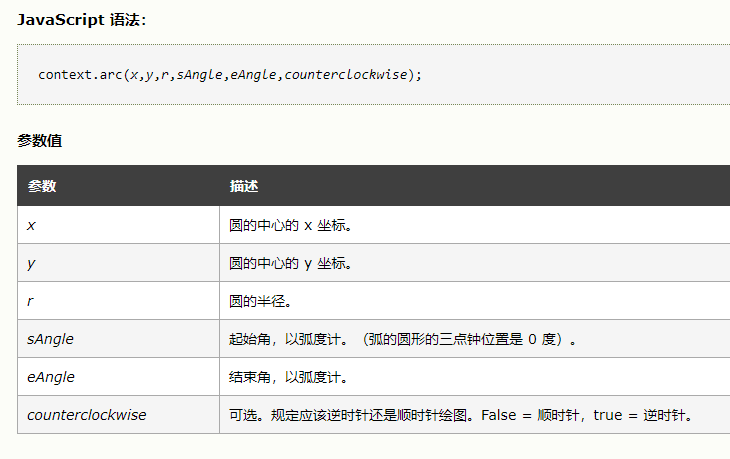 JavaScript 语法：
context.arc(x,y,r,sAngle,eAngle,counterclockwise);
参数值
参数 描述
x 圆的中心的 x 坐标。
y 圆的中心的 y 坐标。
r 圆的半径。
sAngle 起始角，以弧度计。（弧的圆形的三点钟位置是 0 度）。
eAngle 结束角，以弧度计。
counterclockwise 可选。规定应该逆时针还是顺时针绘图。False = 顺时针，true = 逆时针。